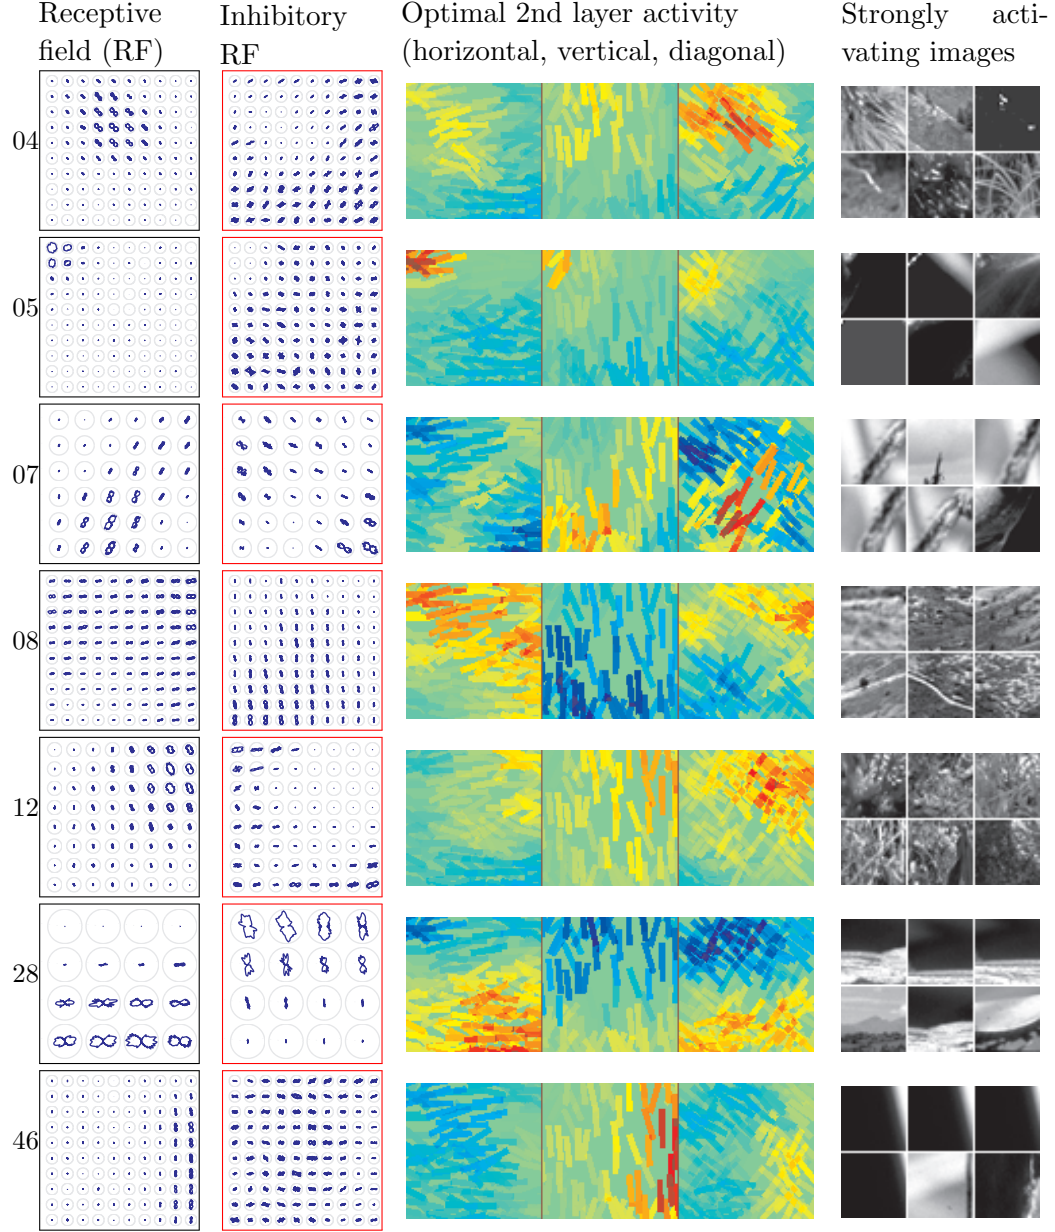 Receptive
field (RF)
Inhibitory
RF
Optimal 2nd layer activity
(horizontal, vertical, diagonal)
Strongly acti-
vating images
04
05
07
08
12
28
46